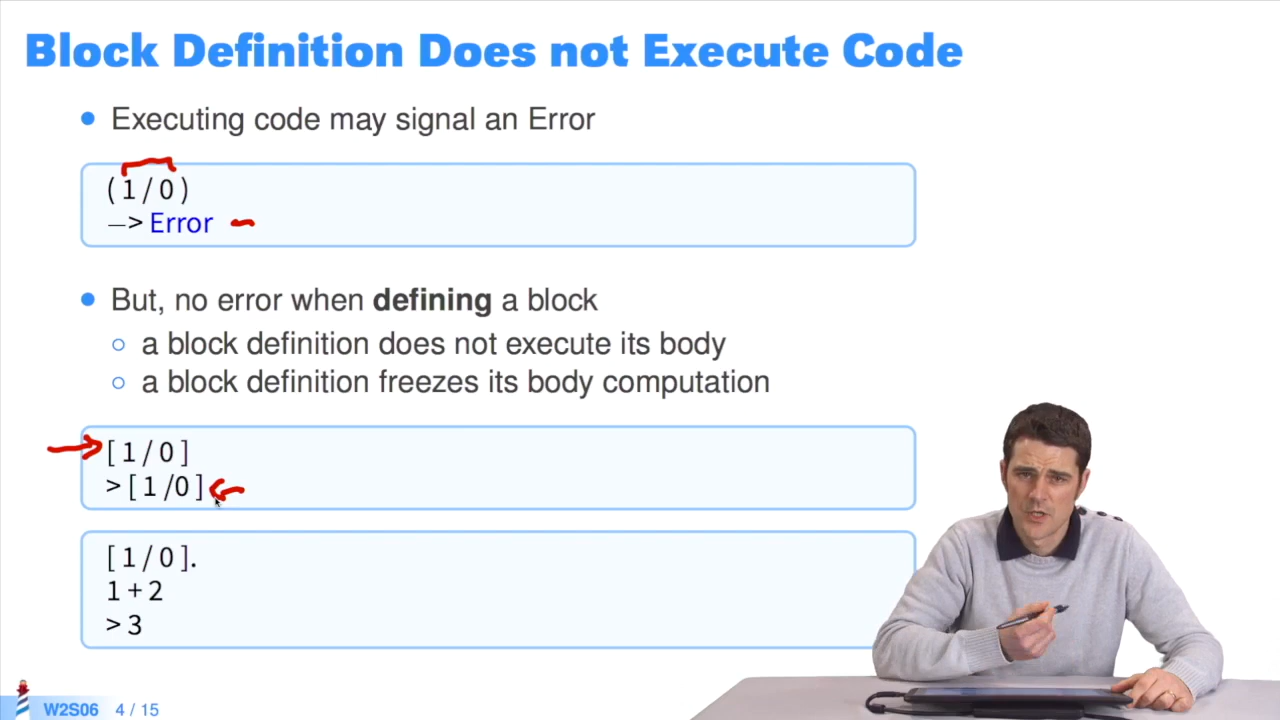 Block Definition Does not Execute Code
Executing code may signal an Error
(1/0)
—> Error
But, no error when defining a block
a block definition does not execute its body
a block definition freezes its body computation
[ 1 / 0 ]
> [ 1 /0 ]
[ 1 / 0 ].
1 + 2
> 3
W2S06 4 / 15